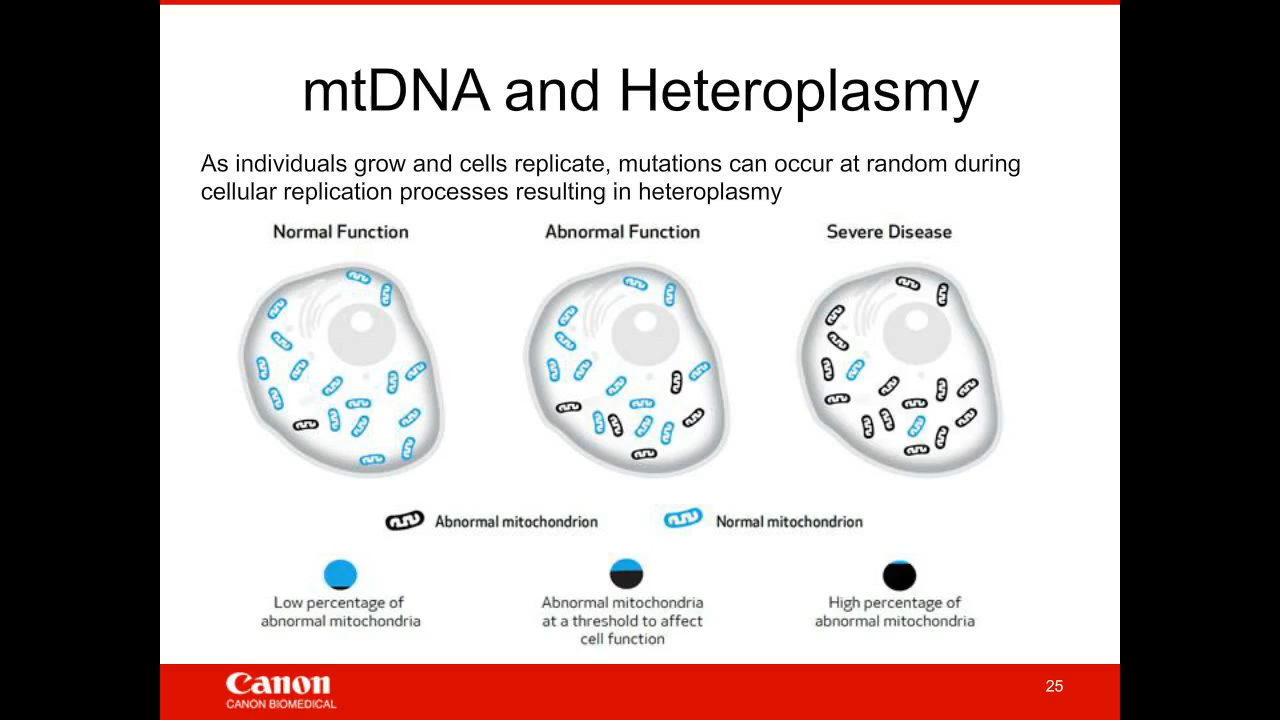 mtDNA and Heteroplasmy
As individuals grow and cells replicate, mutations can occur at random during
cellular replication processes resulting in heteroplasmy
Normal Function
Abnormal Function
Severe Disease
Abnormal mitochondrion
Normal mitochondrion
Low percentage of
abnormal mitochondria
Abnormal mitochondria
at a threshold to affect
cell function
High percentage of
abnormal mitochondria
Canon
CANON BIOMEDICAL
25